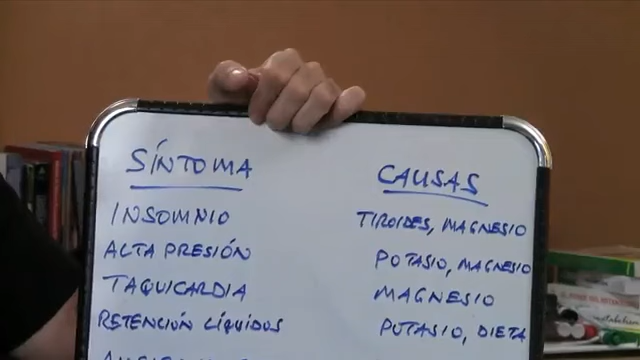 SÍNTOMA CAUSAS
INSOMNIO TIROIDES, MAGNESIO
ALTA PRESIÓN POTASIO, MAGNESIO
TAQUICARDIA MAGNESIO
RETENCIÓN LÍQUIDOS POTASIO, DIETA